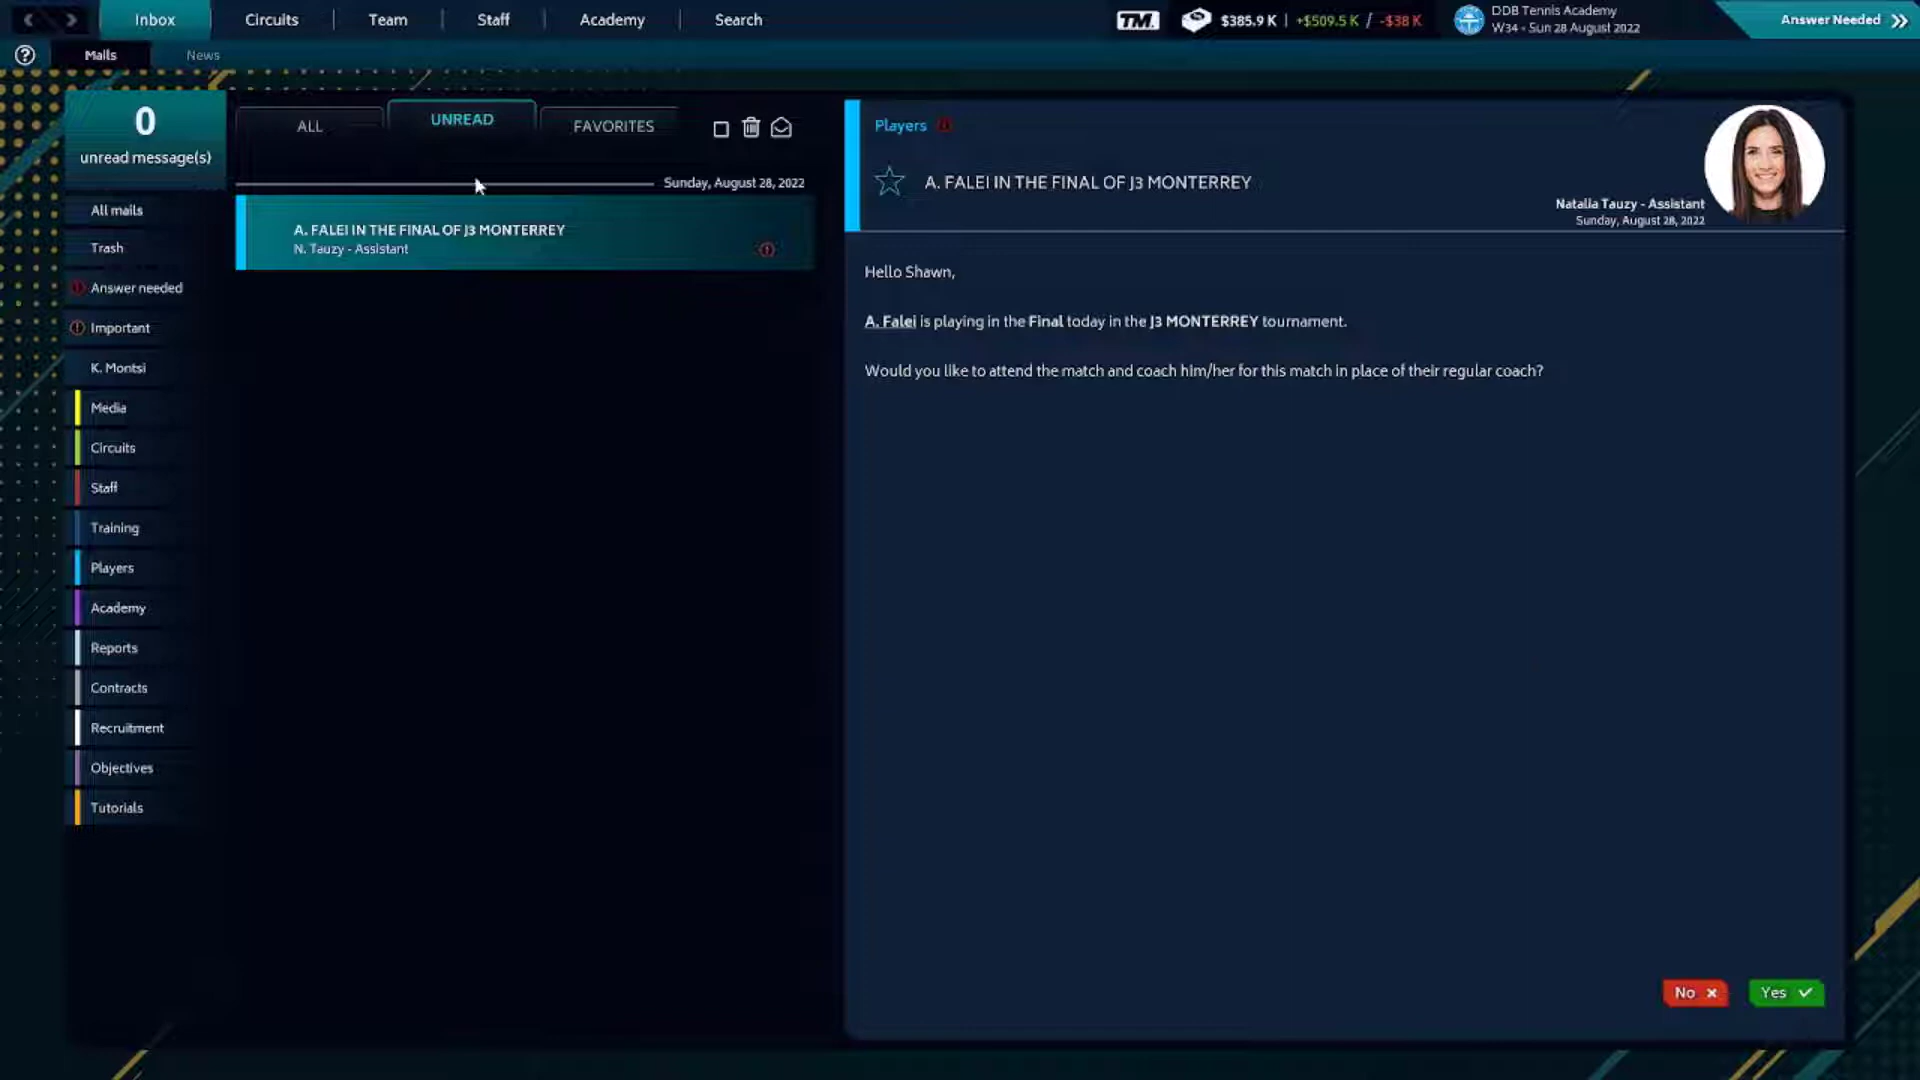 Inbox
Circuits
Team
Staff
Academy
Search
TM.
$385.9 K | +$509.5 K / -$38 K
DDB Tennis Academy
W34 - Sun 28 August 2022
Answer Needed
Mails
News
0
unread message(s)
All mails
Trash
Answer needed
Important
K. Montsi
Media
Circuits
Staff
Training
Players
Academy
Reports
Contracts
Recruitment
Objectives
Tutorials
ALL
UNREAD
FAVORITES
Sunday, August 28, 2022
A. FALEI IN THE FINAL OF J3 MONTERREY
N. Tauzy - Assistant
Players
A. FALEI IN THE FINAL OF J3 MONTERREY
Natalia Tauzy - Assistant
Sunday, August 28, 2022
Hello Shawn,
A. Falei is playing in the Final today in the J3 MONTERREY tournament.
Would you like to attend the match and coach him/her for this match in place of their regular coach?
No
Yes